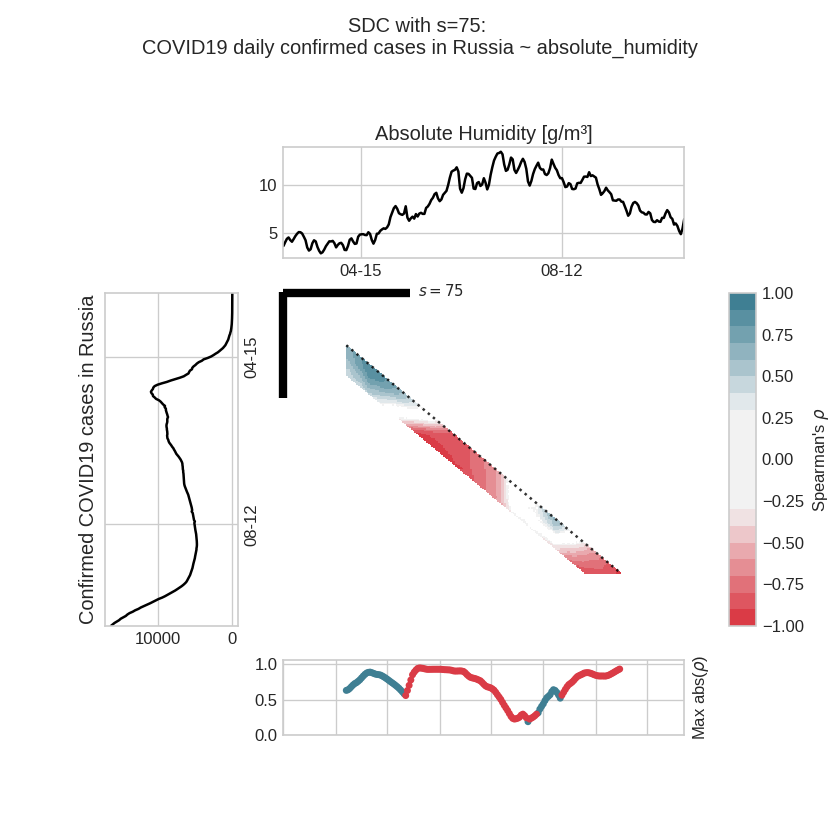 SDC with s=75:
COVID19 daily confirmed cases in Russia ~ absolute_humidity
Absolute Humidity [g/m³]
10
5
04-15
08-12
s = 75
Confirmed COVID19 cases in Russia
04-15
08-12
10000
0
1.00
0.75
0.50
0.25
0.00
−0.25
−0.50
−0.75
−1.00
Spearman's ρ
1.0
0.5
0.0
Max abs(ρ)